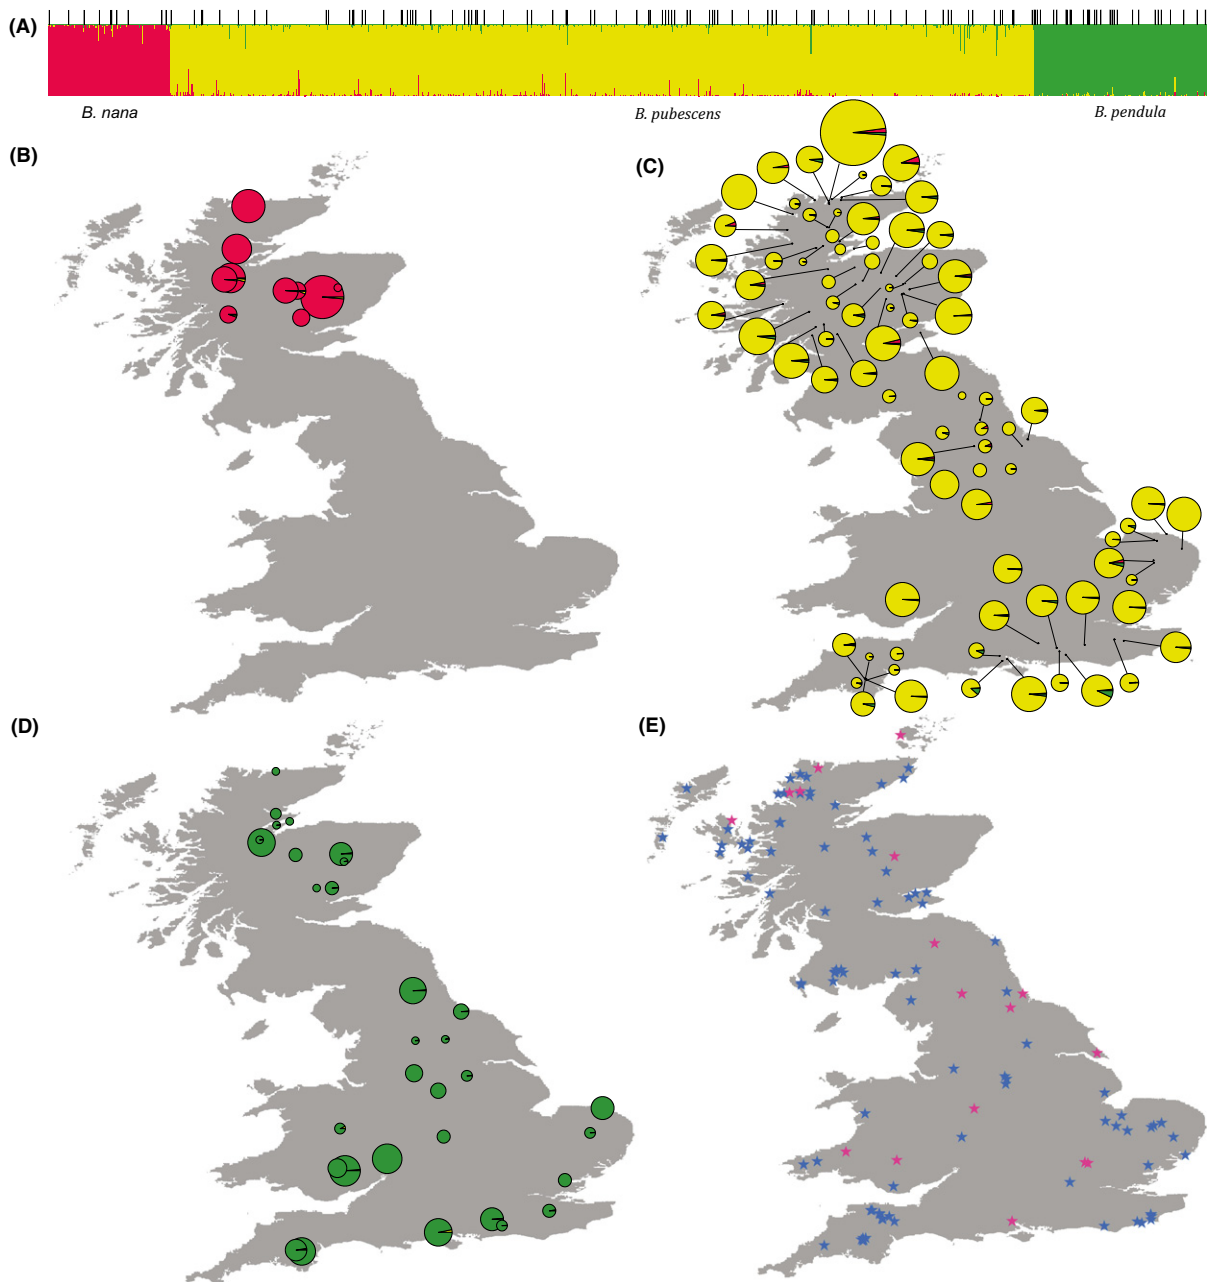 (A)
B. nana B. pubescens B. pendula
(B)
(C)
(D)
(E)